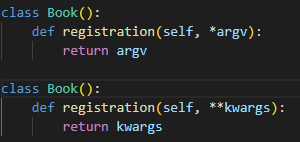 class Book():
    def registration(self, *argv):
        return argv
class Book():
    def registration(self, **kwargs):
        return kwargs